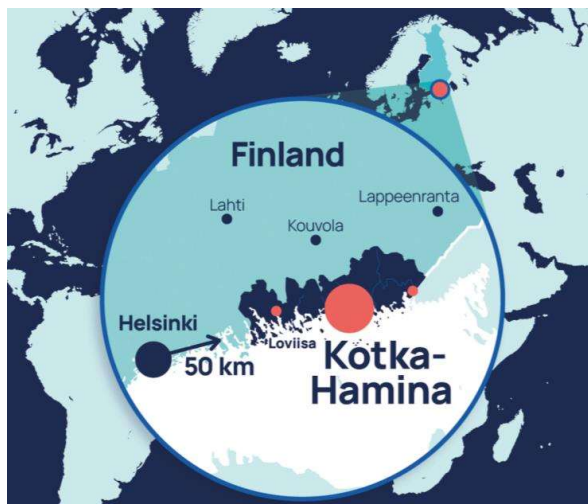 Finland
Lahti
Kouvola
Lappeenranta
Helsinki
50 km
Loviisa
Kotka-
Hamina